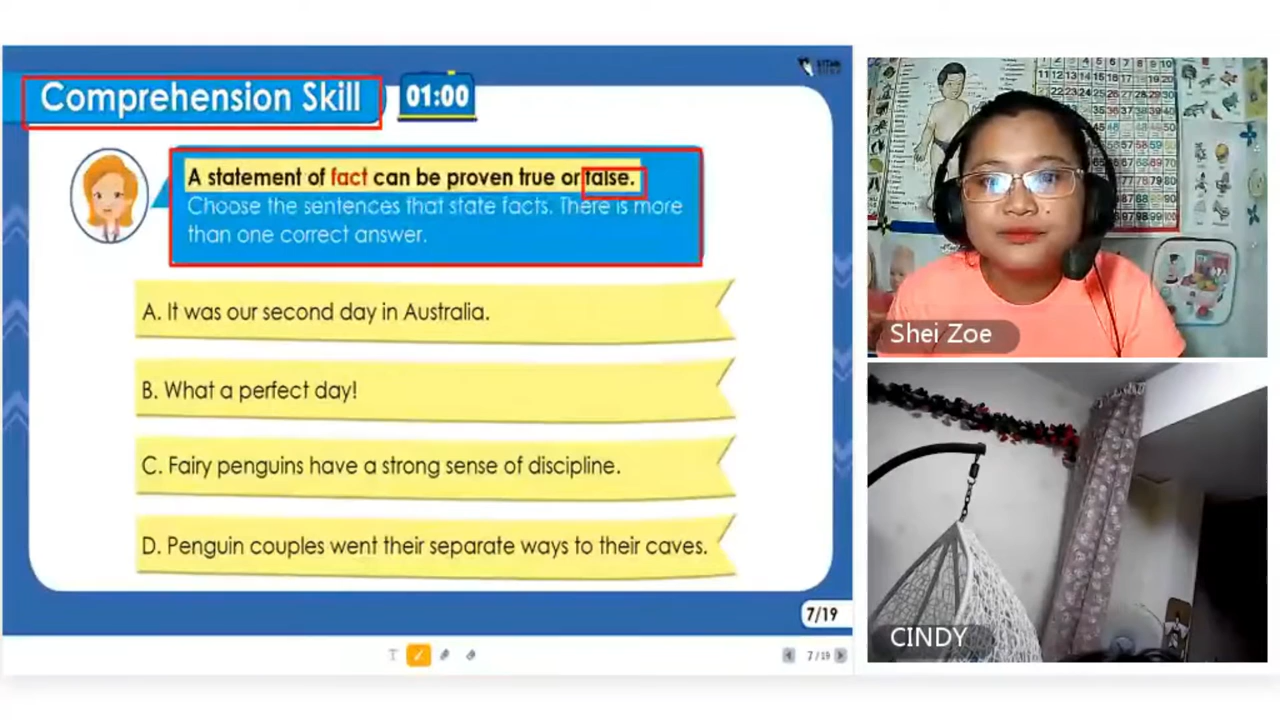 Comprehension Skill
01:00
A statement of fact can be proven true or false.
Choose the sentences that state facts. There is more
than one correct answer.
A. It was our second day in Australia.
B. What a perfect day!
C. Fairy penguins have a strong sense of discipline.
D. Penguin couples went their separate ways to their caves.
7/19
T
7/19
Shei Zoe
CINDY